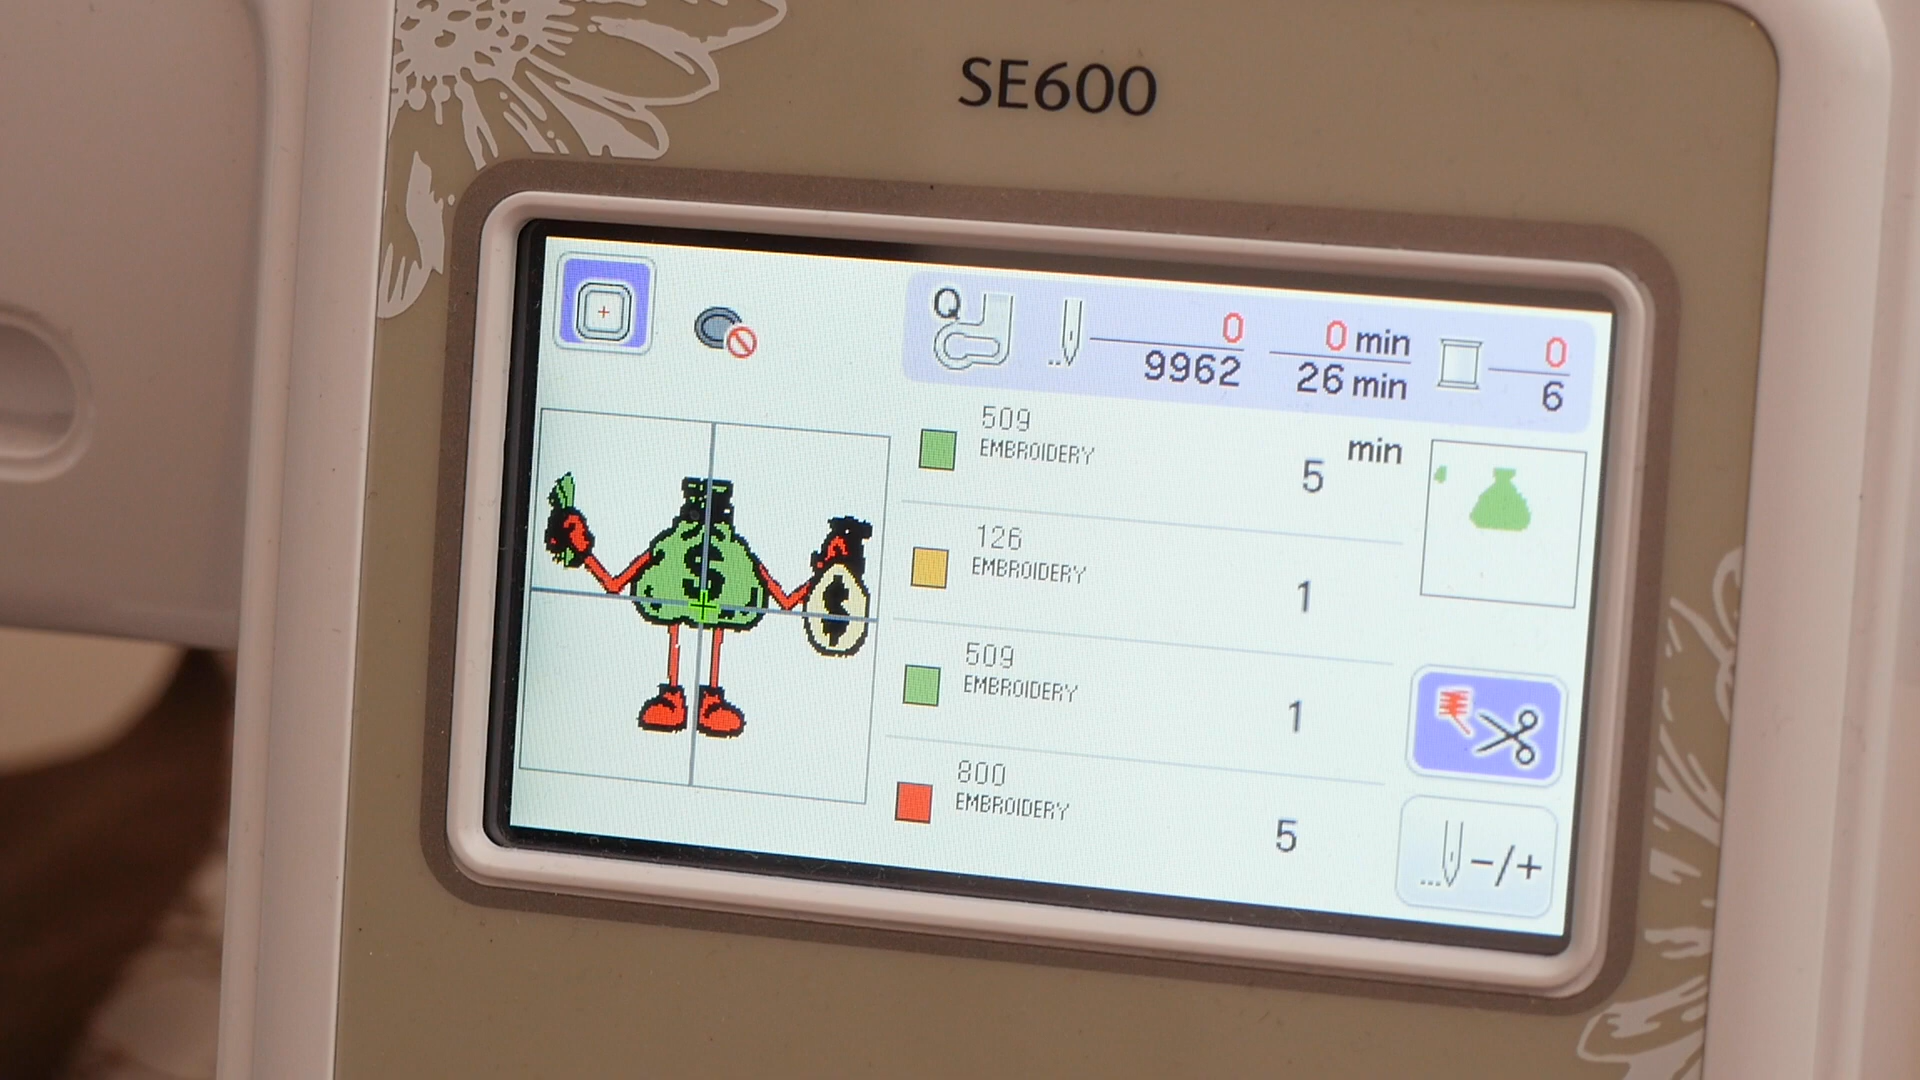 SE600
Q
0
9962
0 min
26 min
0
6
509
EMBROIDERY
5 min
126
EMBROIDERY
1
509
EMBROIDERY
1
800
EMBROIDERY
5
-/+
$
$